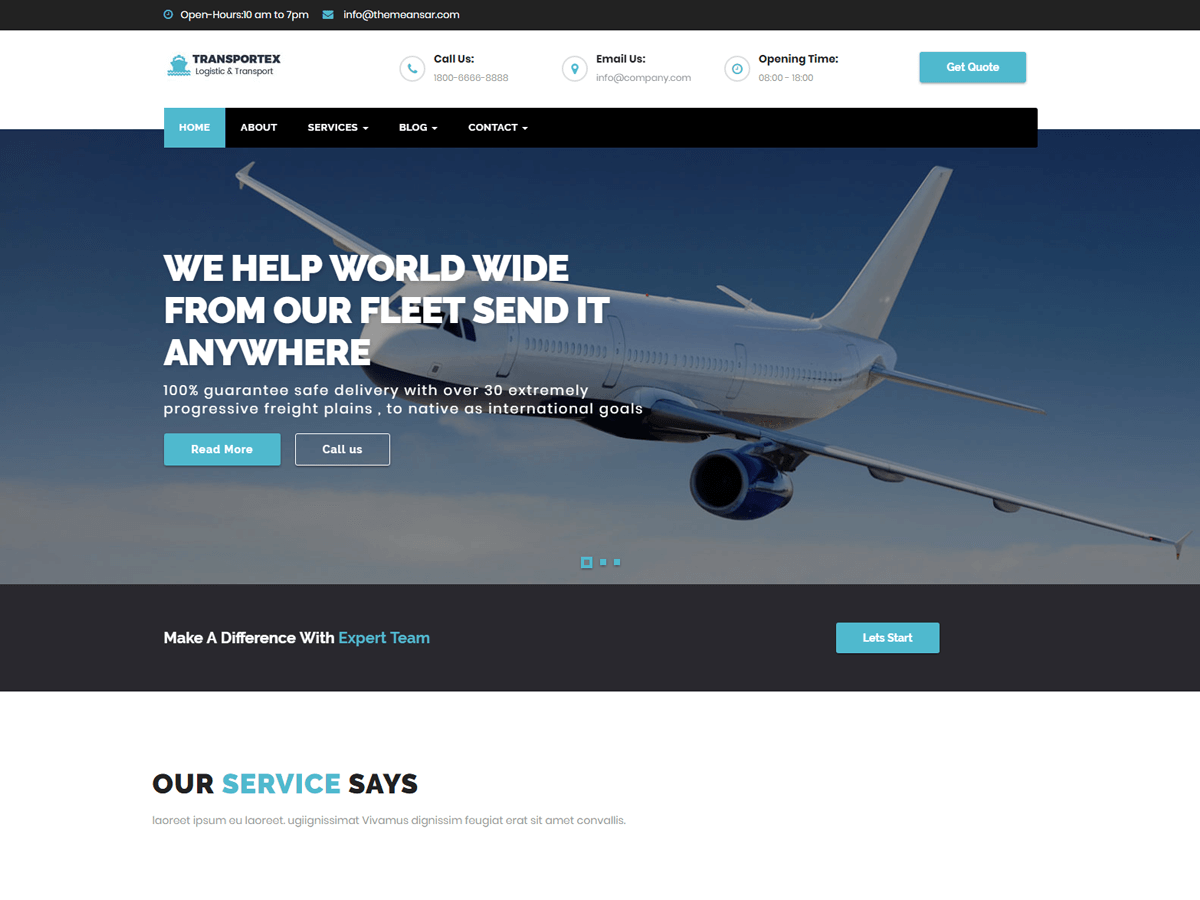 Open-Hours:10 am to 7pm info@themeansar.com
TRANSPORTEX
Logistic & Transport
Call Us:
1800-6668-8888
Email Us:
info@company.com
Opening Time:
08:00 - 18:00
Get Quote
HOME ABOUT SERVICES BLOG CONTACT
WE HELP WORLD WIDE
FROM OUR FLEET SEND IT
ANYWHERE
100% guarantee safe delivery with over 30 extremely
progressive freight plains , to native as international goals
Read More Call us
Make A Difference With Expert Team
Lets Start
OUR SERVICE SAYS
laoreet ipsum eu laoreet. ugiignissimat Vivamus dignissim feugiat erat sit amet convallis.